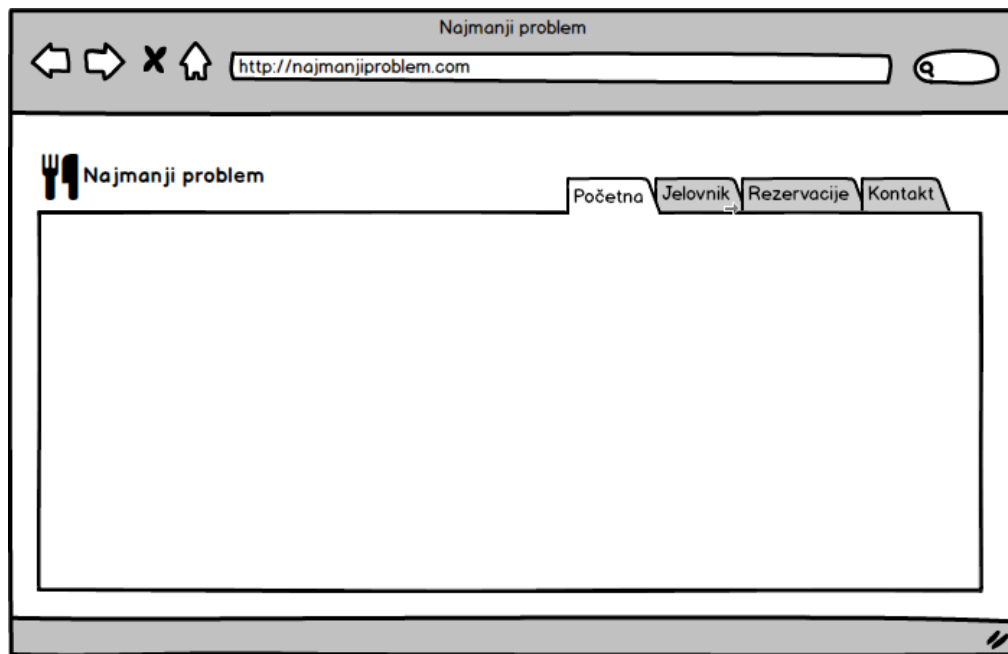 Najmanji problem
http://najmanjiproblem.com
Najmanji problem
Početna Jelovnik Rezervacije Kontakt